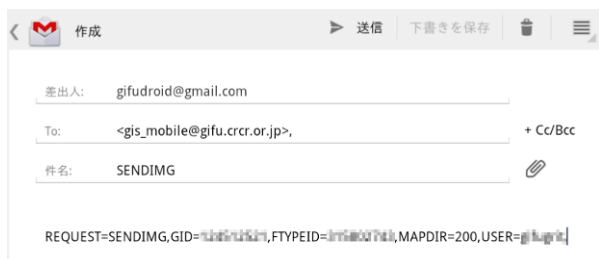 作成 送信 下書きを保存
差出人: gifudroid@gmail.com
To: <gis_mobile@gifu.crcr.or.jp>, + Cc/Bcc
件名: SENDIMG
REQUEST=SENDIMG,GID= ,FTYPEID= ,MAPDIR=200,USER=